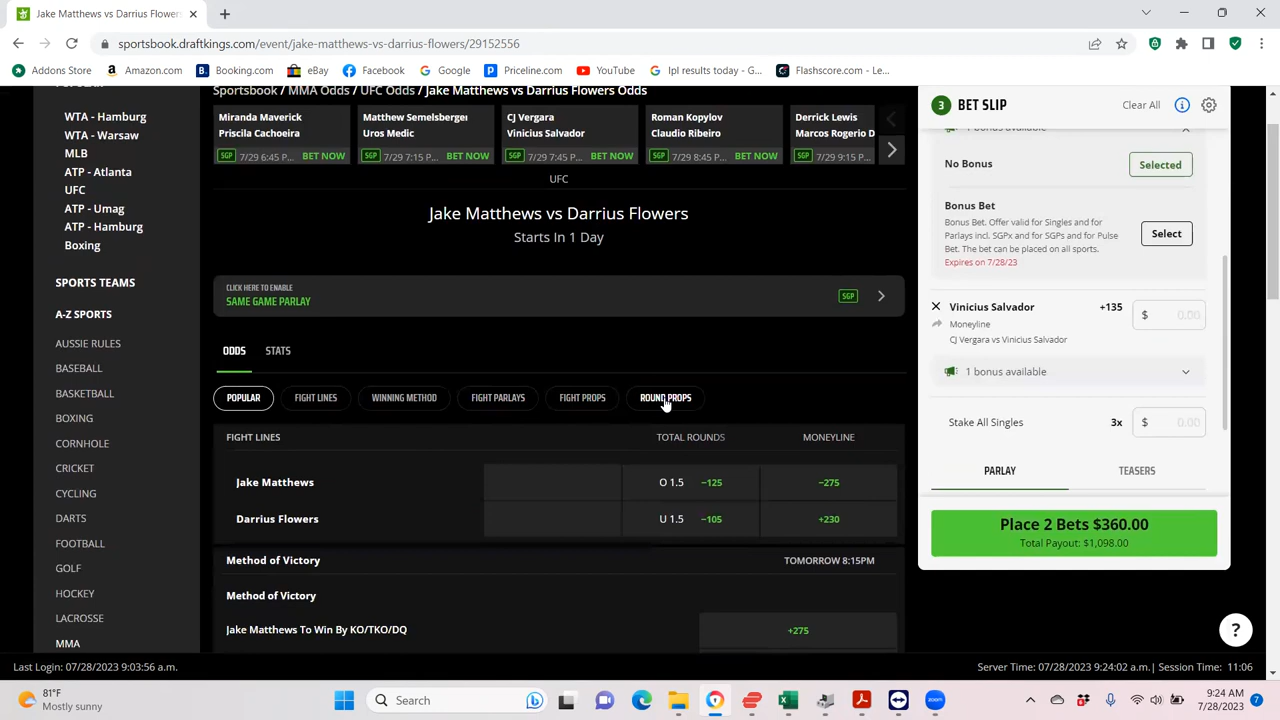 Jake Matthews vs Darrius Flowers
sportsbook.draftkings.com/event/jake-matthews-vs-darrius-flowers/29152556
Addons Store
Amazon.com
Booking.com
eBay
Facebook
Google
Priceline.com
YouTube
Ipl results today - G...
Flashscore.com - Le...
WTA - Hamburg
WTA - Warsaw
MLB
ATP - Atlanta
UFC
ATP - Umag
ATP - Hamburg
Boxing
SPORTS TEAMS
A-Z SPORTS
AUSSIE RULES
BASEBALL
BASKETBALL
BOXING
CORNHOLE
CRICKET
CYCLING
DARTS
FOOTBALL
GOLF
HOCKEY
LACROSSE
MMA
Sportsbook / MMA Odds / UFC Odds / Jake Matthews vs Darrius Flowers Odds
Miranda Maverick
Priscila Cachoeira
SGP 7/29 6:45 P... BET NOW
Matthew Semelsberger
Uros Medic
SGP 7/29 7:15 P... BET NOW
CJ Vergara
Vinicius Salvador
SGP 7/29 7:45 P... BET NOW
Roman Kopylov
Claudio Ribeiro
SGP 7/29 8:45 P... BET NOW
Derrick Lewis
Marcos Rogerio D
SGP 7/29 9:15 P...
UFC
Jake Matthews vs Darrius Flowers
Starts In 1 Day
CLICK HERE TO ENABLE
SAME GAME PARLAY
SGP
ODDS STATS
POPULAR FIGHT LINES WINNING METHOD FIGHT PARLAYS FIGHT PROPS ROUND PROPS
FIGHT LINES TOTAL ROUNDS MONEYLINE
Jake Matthews O 1.5 −125 −275
Darrius Flowers U 1.5 −105 +230
Method of Victory TOMORROW 8:15PM
Method of Victory
Jake Matthews To Win By KO/TKO/DQ +275
3 BET SLIP Clear All
1 bonus available
No Bonus Selected
Bonus Bet
Bonus Bet. Offer valid for Singles and for
Parlays incl. SGPx and for SGPs and for Pulse
Bet. The bet can be placed on all sports.
Expires on 7/28/23
Select
Vinicius Salvador +135 $ 0.00
Moneyline
CJ Vergara vs Vinicius Salvador
1 bonus available
Stake All Singles 3x $ 0.00
PARLAY TEASERS
Place 2 Bets $360.00
Total Payout: $1,098.00
?
Last Login: 07/28/2023 9:03:56 a.m.
Server Time: 07/28/2023 9:24:02 a.m.| Session Time: 11:06
81°F
Mostly sunny
Search
zoom
9:24 AM
7/28/2023
7